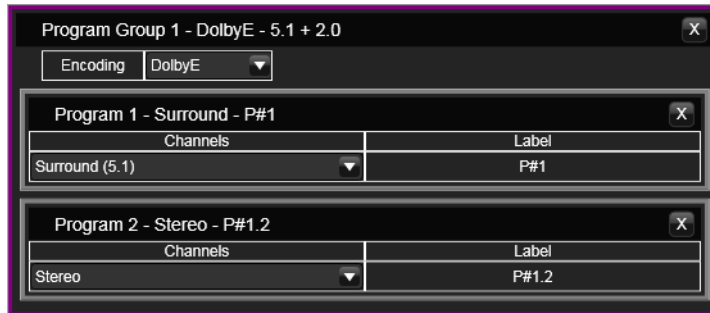 Program Group 1 - DolbyE - 5.1 + 2.0 X
Encoding DolbyE
Program 1 - Surround - P#1 X
Channels Label
Surround (5.1) P#1
Program 2 - Stereo - P#1.2 X
Channels Label
Stereo P#1.2